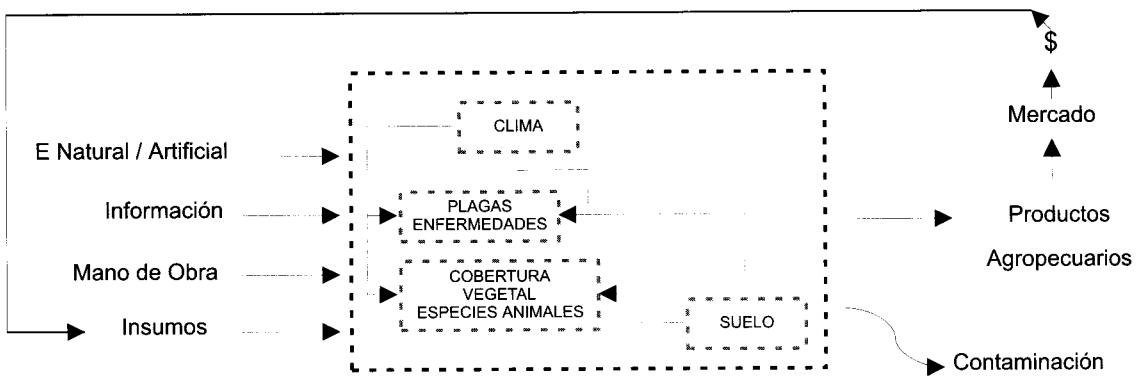 $
Mercado
CLIMA
E Natural / Artificial
PLAGAS
ENFERMEDADES
Información
Productos
Agropecuarios
Mano de Obra
COBERTURA
VEGETAL
ESPECIES ANIMALES
Insumos
SUELO
Contaminación